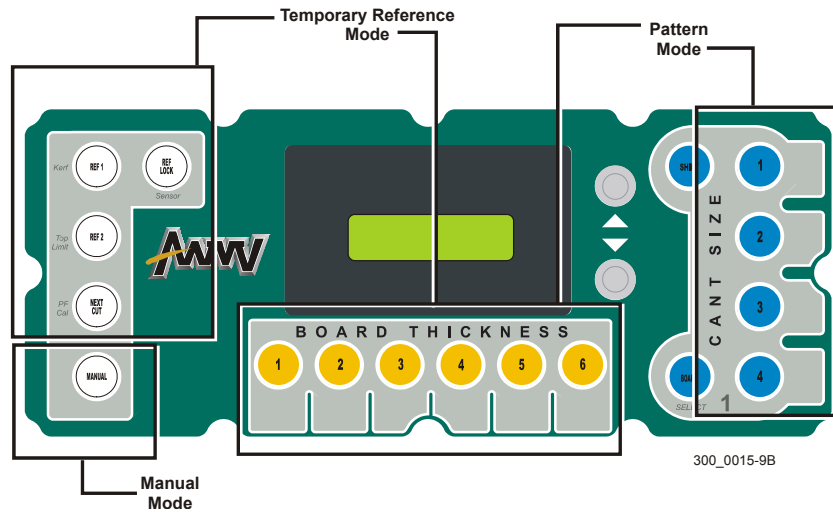 Temporary Reference
Mode
Pattern
Mode
Kerf
REF 1
REF
LOCK
Sensor
Top
Limit
REF 2
PF
Cal
NEXT
CUT
MANUAL
BOARD THICKNESS
1
2
3
4
5
6
CANT SIZE
1
2
3
4
SELECT 1
300_0015-9B
Manual
Mode